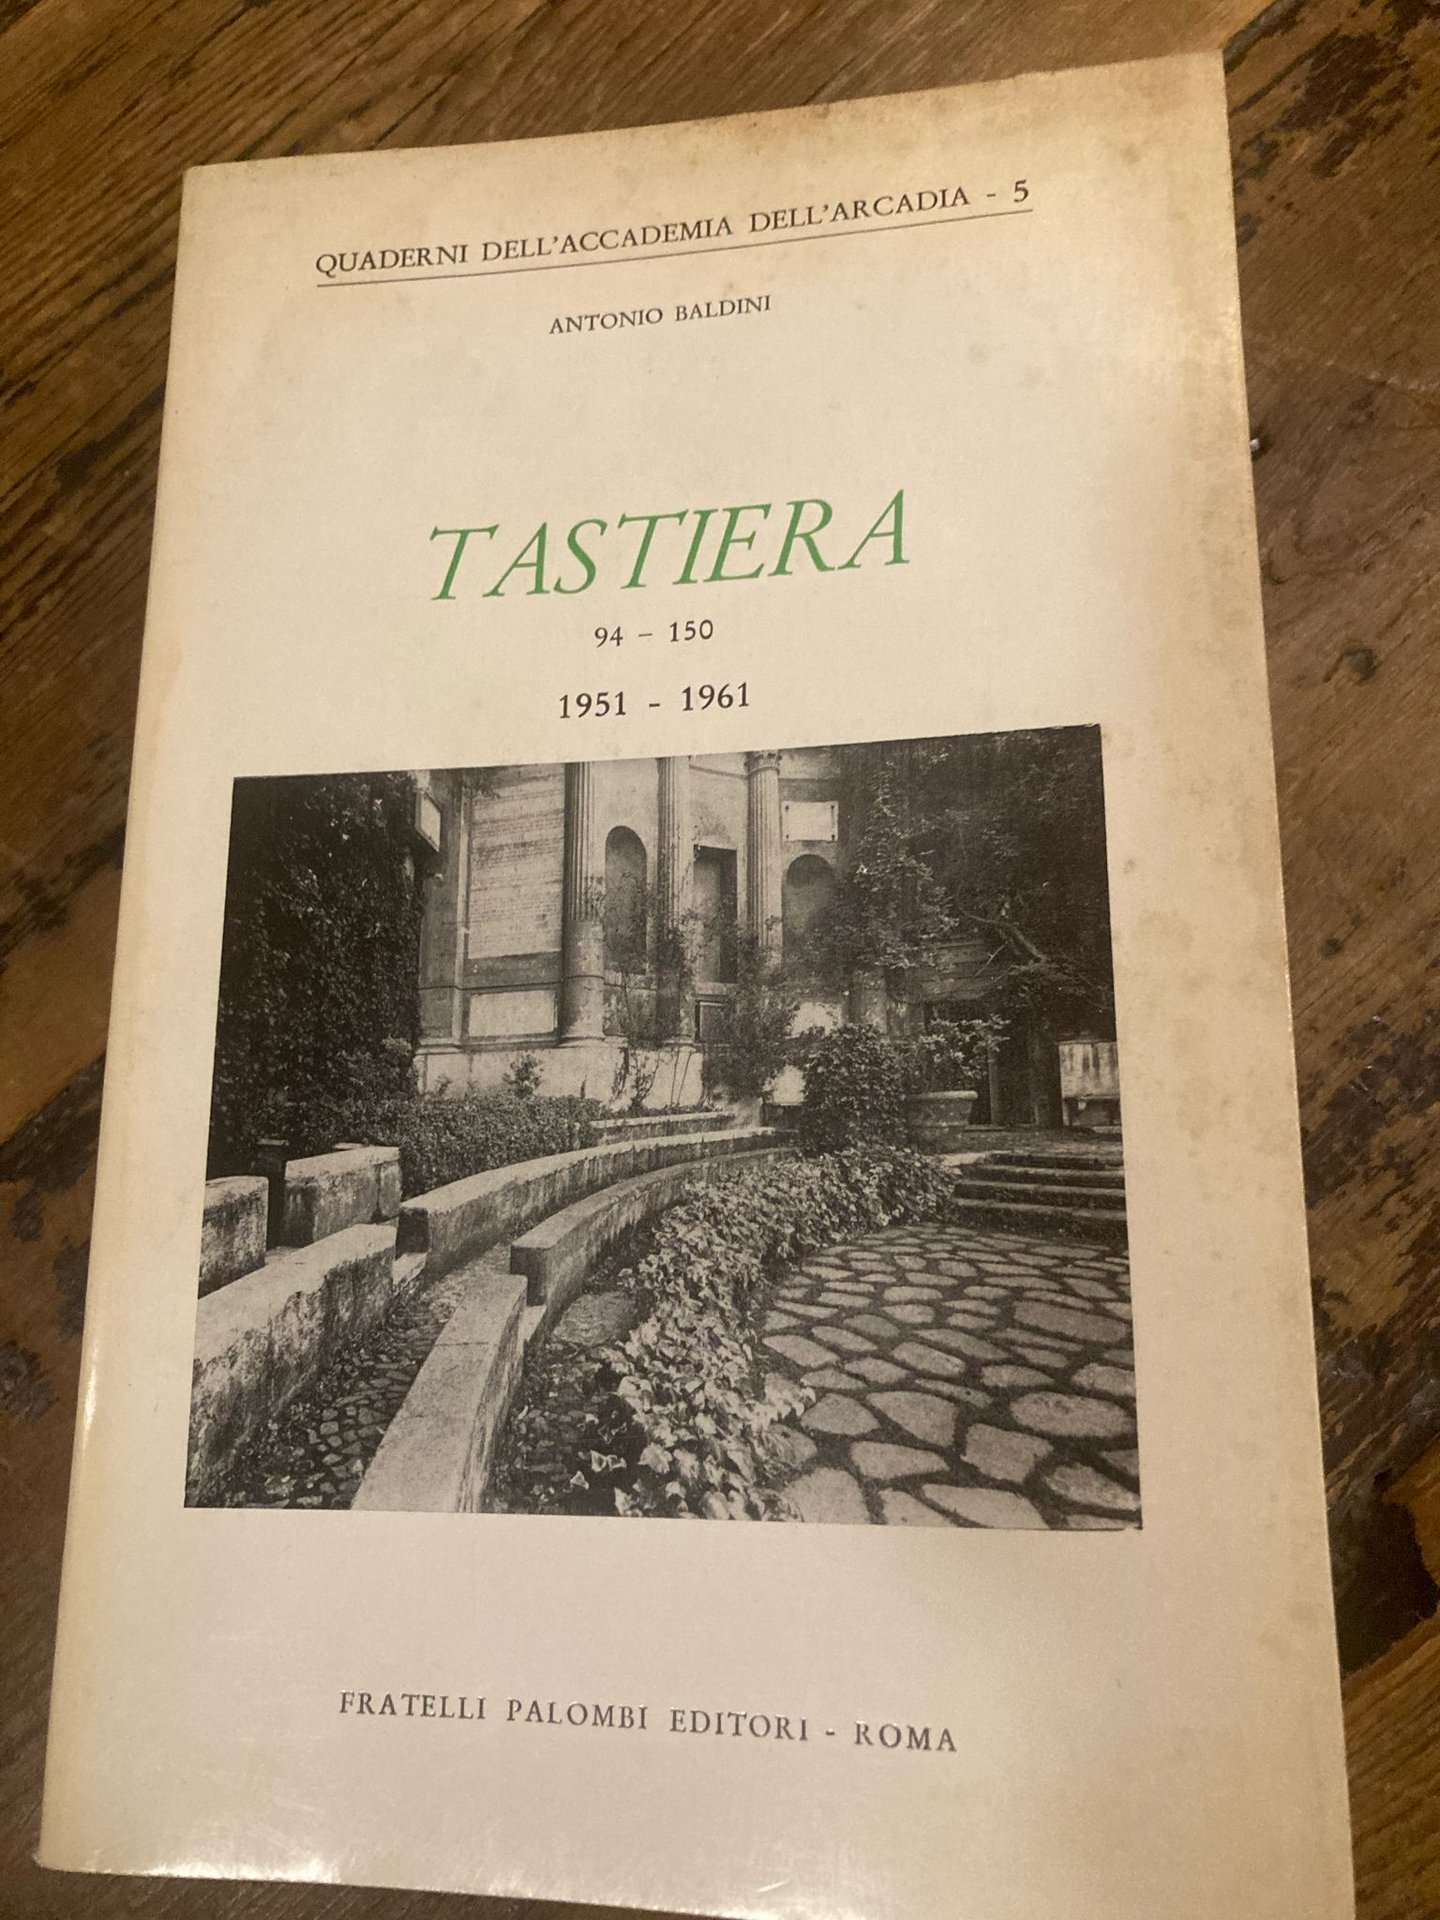 QUADERNI DELL'ACCADEMIA DELL'ARCADIA - 5
ANTONIO BALDINI
TASTIERA
94 - 150
1951 - 1961
FRATELLI PALOMBI EDITORI - ROMA